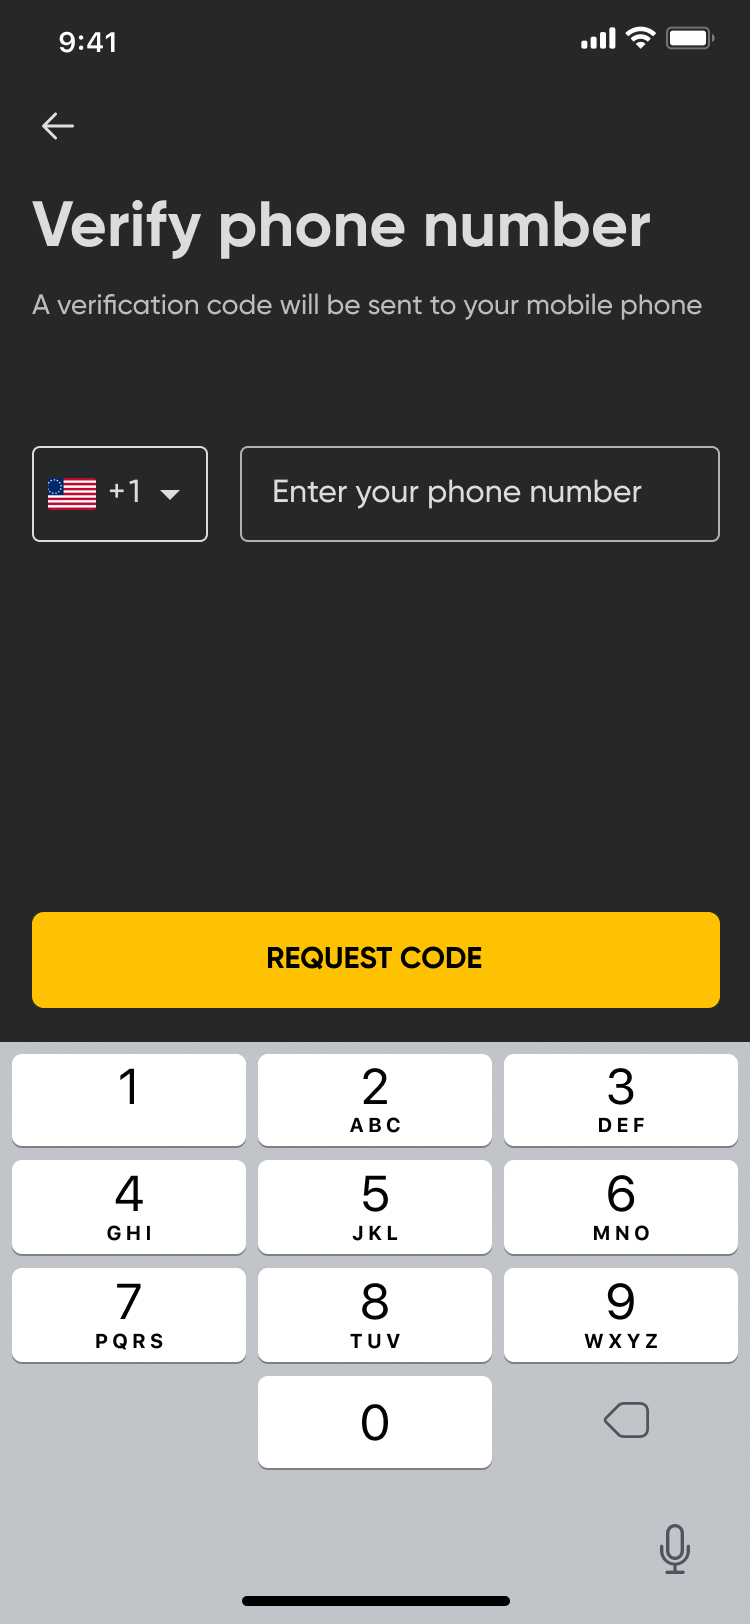 9:41
Verify phone number
A verification code will be sent to your mobile phone
+1
Enter your phone number
REQUEST CODE
1 2 3
ABC DEF
4 5 6
GHI JKL MNO
7 8 9
PQRS TUV WXYZ
0